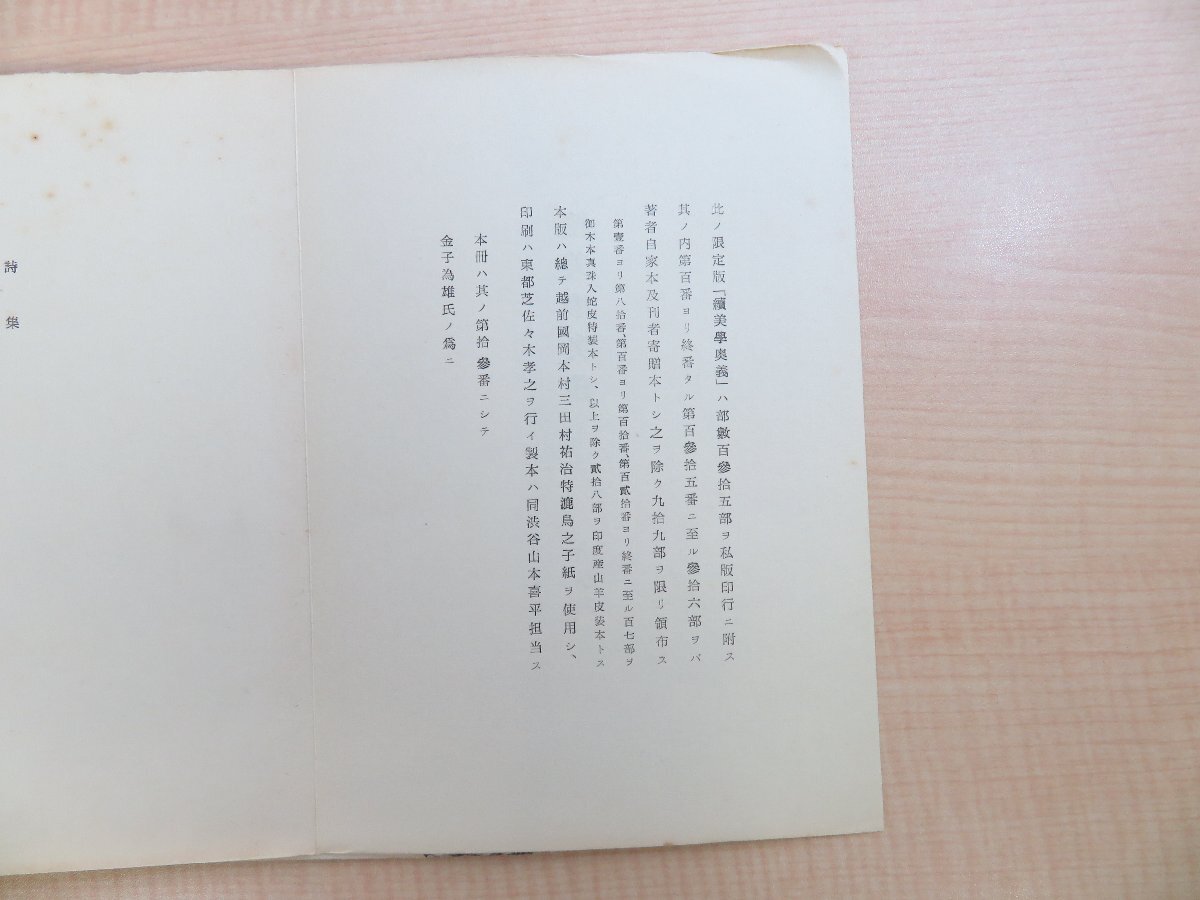 此ノ限定版「續美學奥義」ハ部數百參拾五部ヲ私版印行ニ附ス
其ノ内第百番ヨリ終番タル第百參拾五番ニ至ル參拾六部ヲバ
著者自家本及刊者寄贈本トシ之ヲ除ク九拾九部ヲ限リ領布ス
第壹番ヨリ第八拾番第百番ヨリ第百拾番、第百貳拾番ヨリ終番ニ至ル百七部ヲ
御木本真珠入蛇皮特製本トシ、以上ヲ除ク貳拾八部ヲ印度産山羊皮装本トス
本版ハ總テ越前國岡本村三田村祐治特漉鳥之子紙ヲ使用シ、
印刷ハ東都芝佐々木孝之ヲ行イ製本ハ同渋谷山本喜平担当ス
本冊ハ其ノ第拾參番ニシテ
金子為雄氏ノ爲ニ
詩集